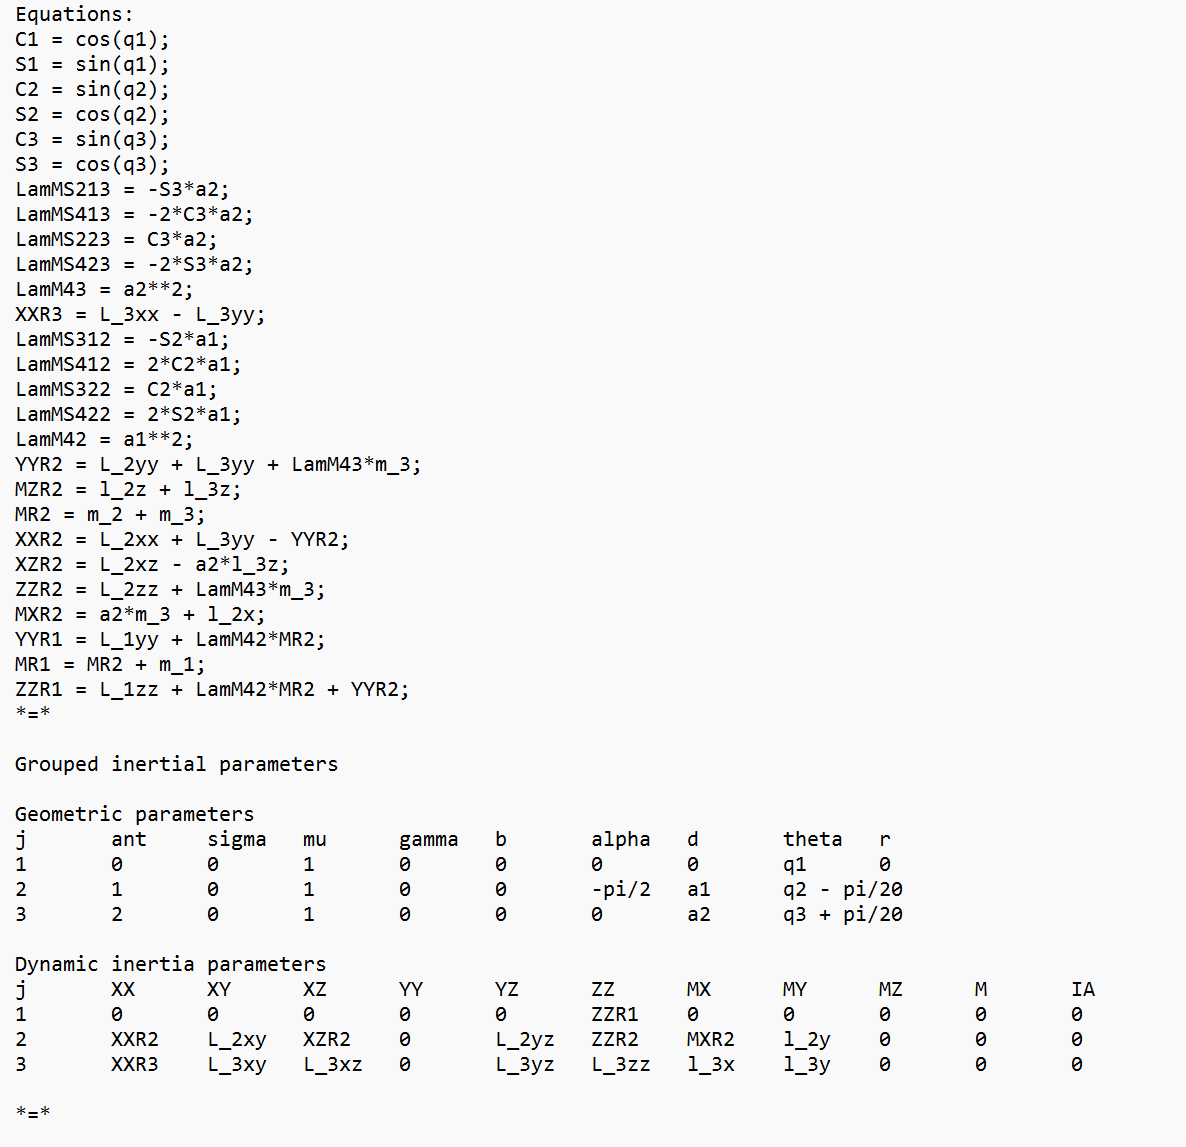 Equations:
C1 = cos(q1);
S1 = sin(q1);
C2 = sin(q2);
S2 = cos(q2);
C3 = sin(q3);
S3 = cos(q3);
LamMS213 = -S3*a2;
LamMS413 = -2*C3*a2;
LamMS223 = C3*a2;
LamMS423 = -2*S3*a2;
LamM43 = a2**2;
XXR3 = L_3xx - L_3yy;
LamMS312 = -S2*a1;
LamMS412 = 2*C2*a1;
LamMS322 = C2*a1;
LamMS422 = 2*S2*a1;
LamM42 = a1**2;
YYR2 = L_2yy + L_3yy + LamM43*m_3;
MZR2 = l_2z + l_3z;
MR2 = m_2 + m_3;
XXR2 = L_2xx + L_3yy - YYR2;
XZR2 = L_2xz - a2*l_3z;
ZZR2 = L_2zz + LamM43*m_3;
MXR2 = a2*m_3 + l_2x;
YYR1 = L_1yy + LamM42*MR2;
MR1 = MR2 + m_1;
ZZR1 = L_1zz + LamM42*MR2 + YYR2;
*=*
Grouped inertial parameters
Geometric parameters
j ant sigma mu gamma b alpha d theta r
1 0 0 1 0 0 0 0 q1 0
2 1 0 1 0 0 -pi/2 a1 q2 - pi/20
3 2 0 1 0 0 0 a2 q3 + pi/20
Dynamic inertia parameters
j XX XY XZ YY YZ ZZ MX MY MZ M IA
1 0 0 0 0 0 ZZR1 0 0 0 0 0
2 XXR2 L_2xy XZR2 0 L_2yz ZZR2 MXR2 l_2y 0 0 0
3 XXR3 L_3xy L_3xz 0 L_3yz L_3zz l_3x l_3y 0 0 0
*=*